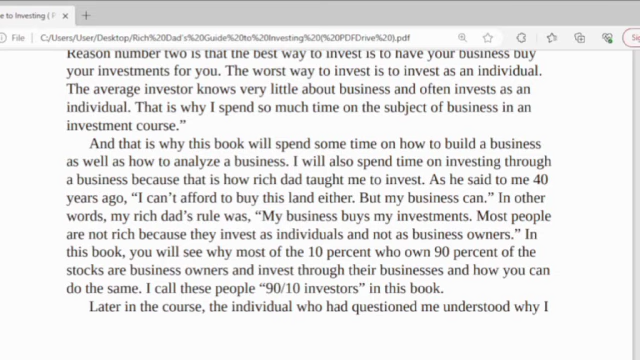 e to Investing ( P
File C:/Users/User/Desktop/Rich%20Dad's%20Guide%20to%20Investing%20(%20PDFDrive%20).pdf
Reason number two is that the best way to invest is to have your business buy
your investments for you. The worst way to invest is to invest as an individual.
The average investor knows very little about business and often invests as an
individual. That is why I spend so much time on the subject of business in an
investment course.”
And that is why this book will spend some time on how to build a business
as well as how to analyze a business. I will also spend time on investing through
a business because that is how rich dad taught me to invest. As he said to me 40
years ago, “I can’t afford to buy this land either. But my business can.” In other
words, my rich dad’s rule was, “My business buys my investments. Most people
are not rich because they invest as individuals and not as business owners.” In
this book, you will see why most of the 10 percent who own 90 percent of the
stocks are business owners and invest through their businesses and how you can
do the same. I call these people “90/10 investors” in this book.
Later in the course, the individual who had questioned me understood why I